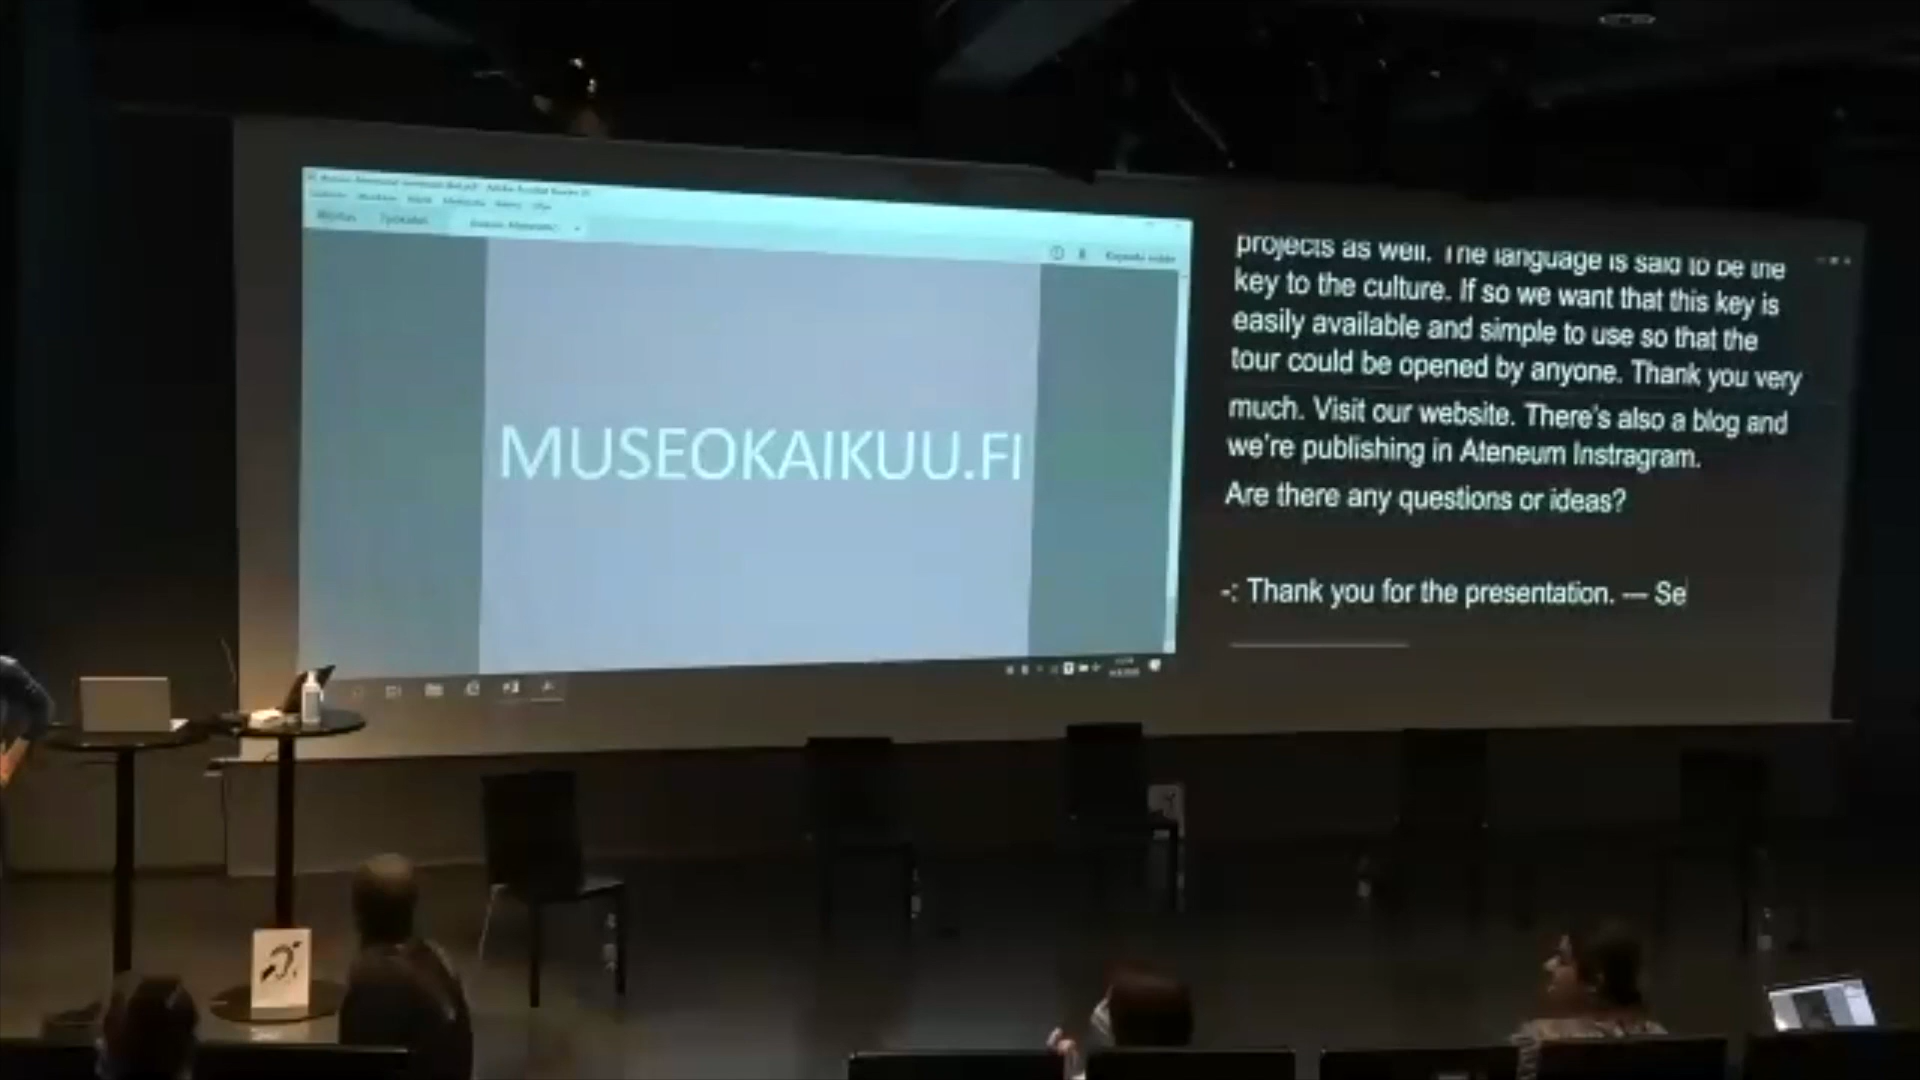 MUSEOKAIKUU.FI
projects as well. The language is said to be the
key to the culture. If so we want that this key is
easily available and simple to use so that the
tour could be opened by anyone. Thank you very
much. Visit our website. There's also a blog and
we're publishing in Ateneum Instragram.
Are there any questions or ideas?
-: Thank you for the presentation. — Se